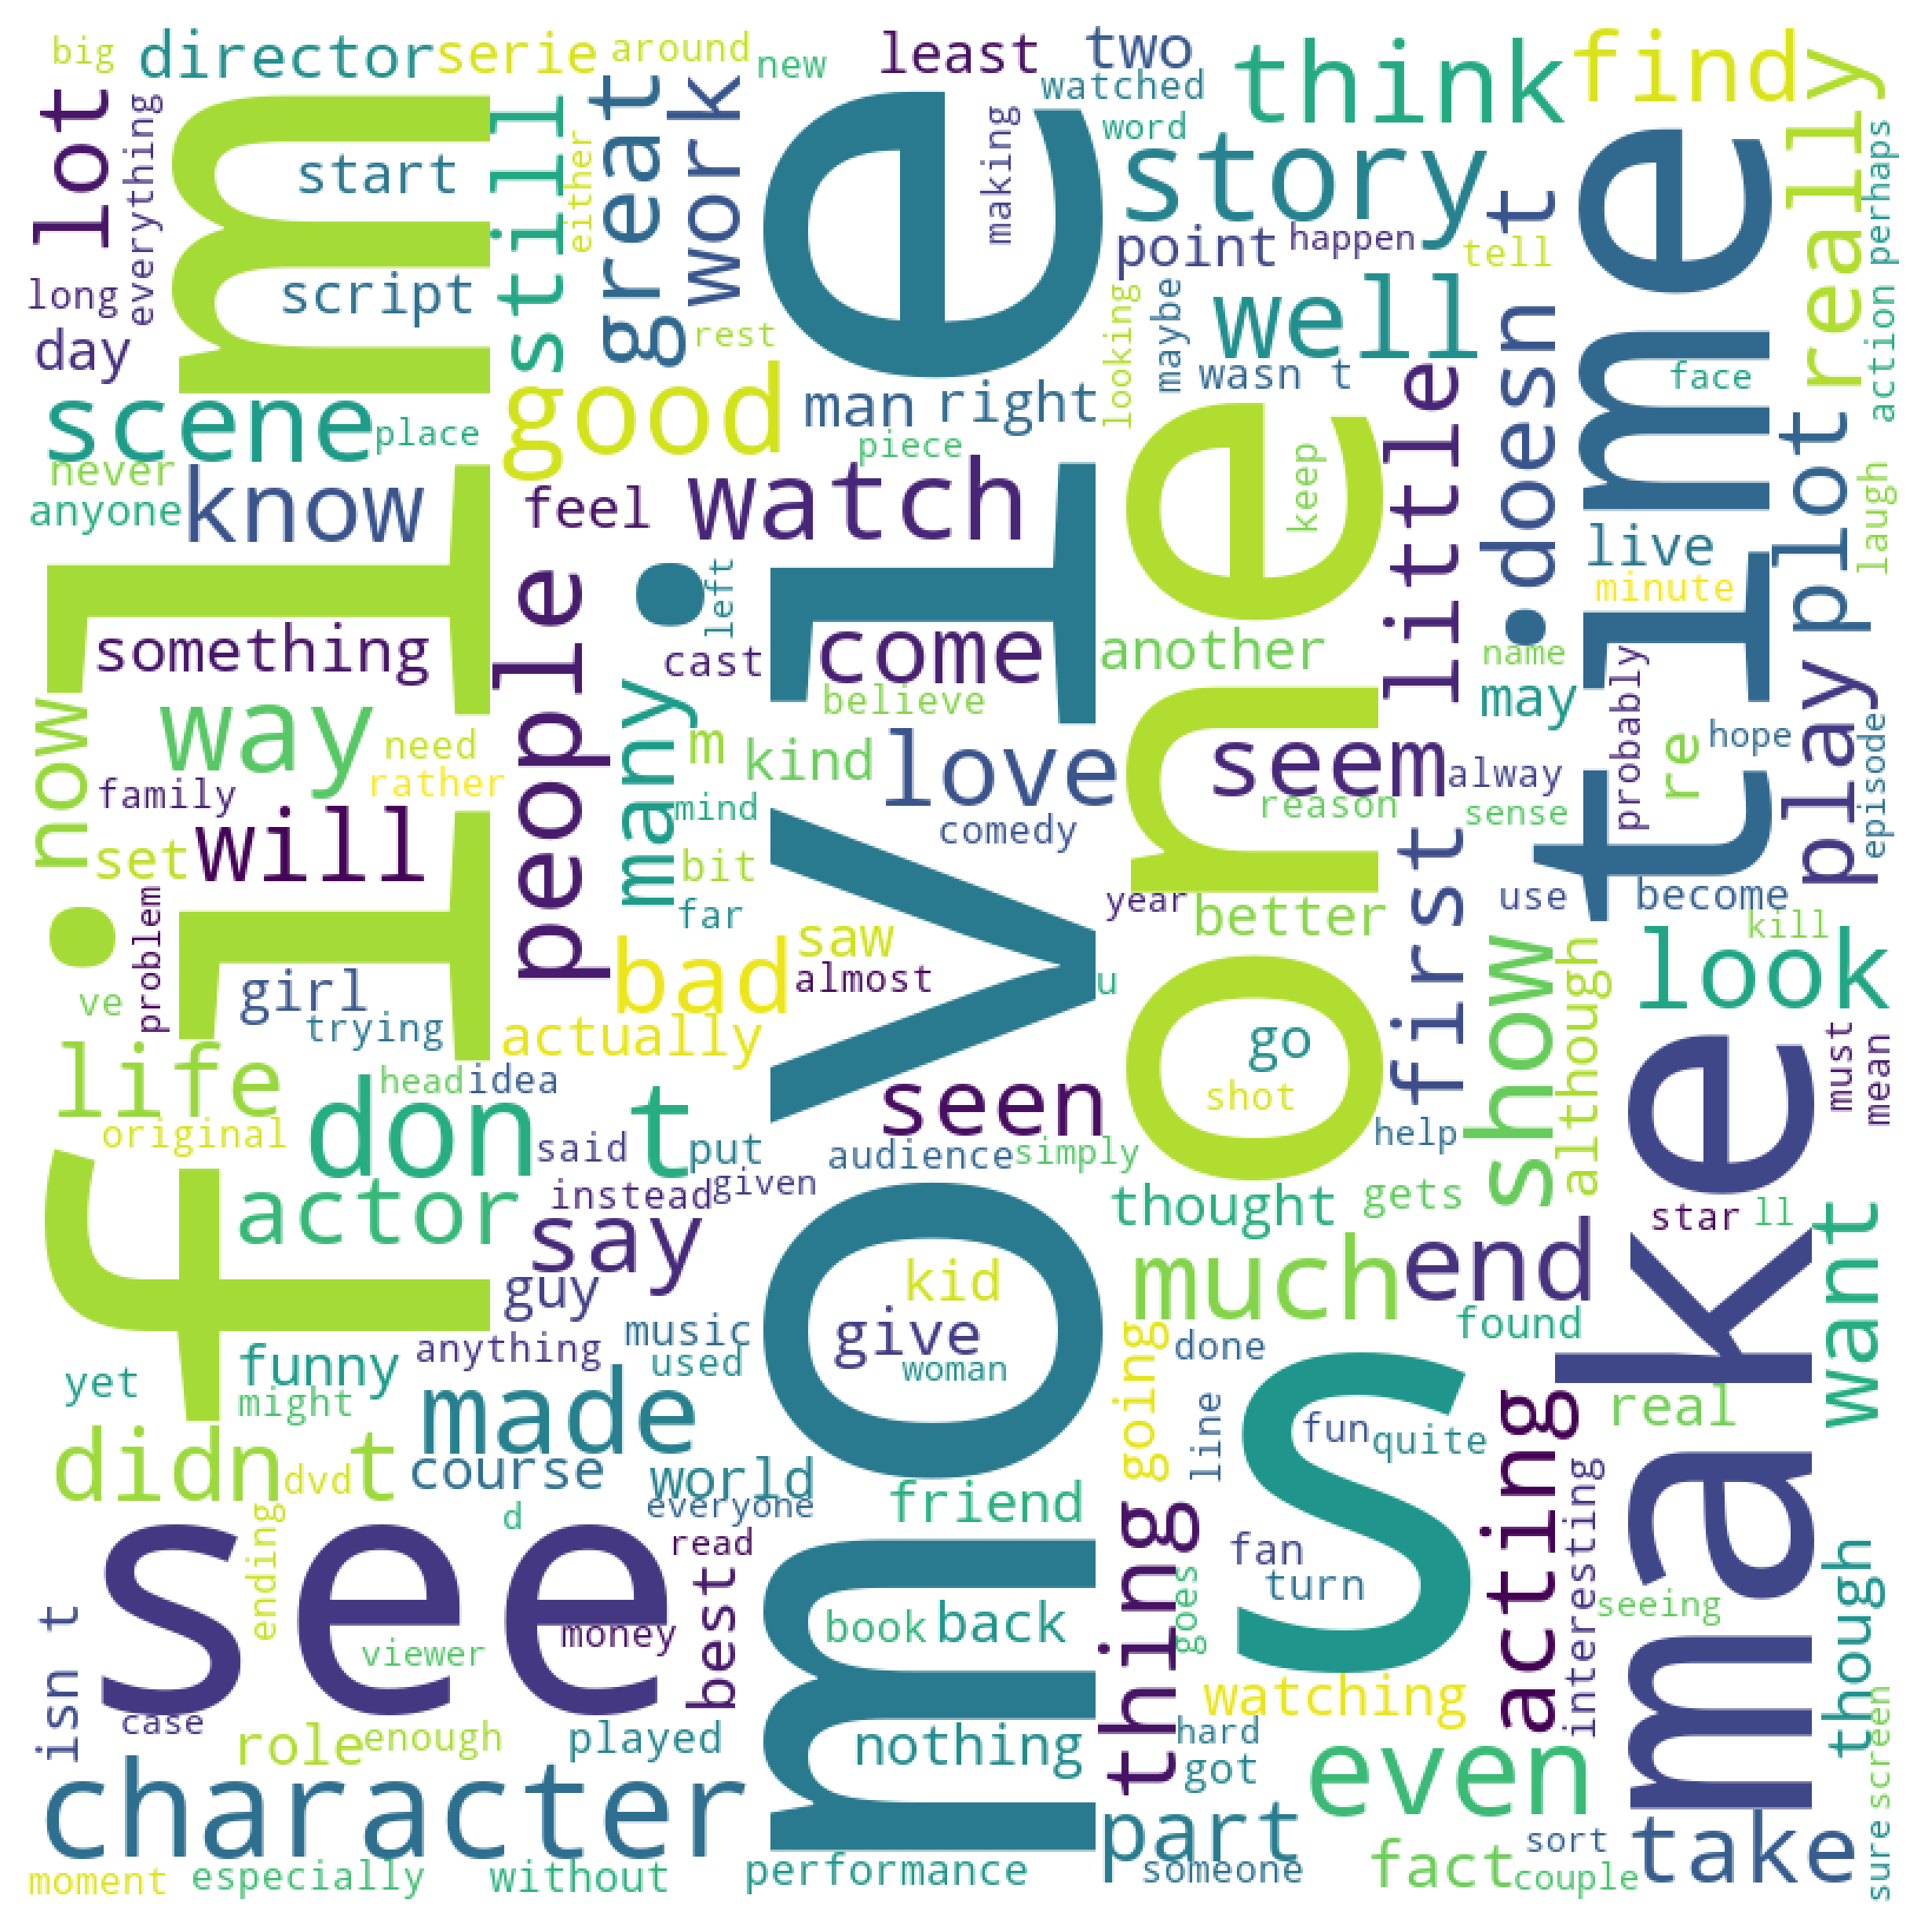 big
director
serie
around
new
least
two
watched
think
find
y
lot
everything
start
still
either
great
work
making
word
story
t
really
perhaps
film
movie
one
time
script
long
day
rest
point
happen
tell
well
looking
maybe
wasn t
doesn
face
action
scene
place
good
man
right
piece
little
keep
plot
laugh
never
anyone
know
feel
watch
live
minute
something
people
many
left
cast
come
another
believe
name
may
probably
now
way
need
rather
m
kind
love
seem
reason
alway
sense
re
hope
play
episode
family
set
will
mind
bit
far
comedy
first
use
become
year
better
kill
problem
ve
girl
trying
bad
saw
almost
u
actually
show
although
look
life
head
idea
original
don t
said
put
seen
go
shot
help
must
mean
audience
simply
instead
given
actor
say
guy
thought
gets
star
ll
much
end
want
make
kid
give
woman
anything
music
used
funny
might
yet
going
done
found
real
didn t
dvd
made
course
world
everyone
line
s
fun
quite
acting
interesting
friend
d
read
ending
see
viewer
money
best
book
back
thing
goes
fan
turn
seeing
though
isn t
case
role
enough
played
nothing
watching
hard
got
even
sure
screen
character
moment
especially
without
performance
part
someone
fact
sort
couple
take